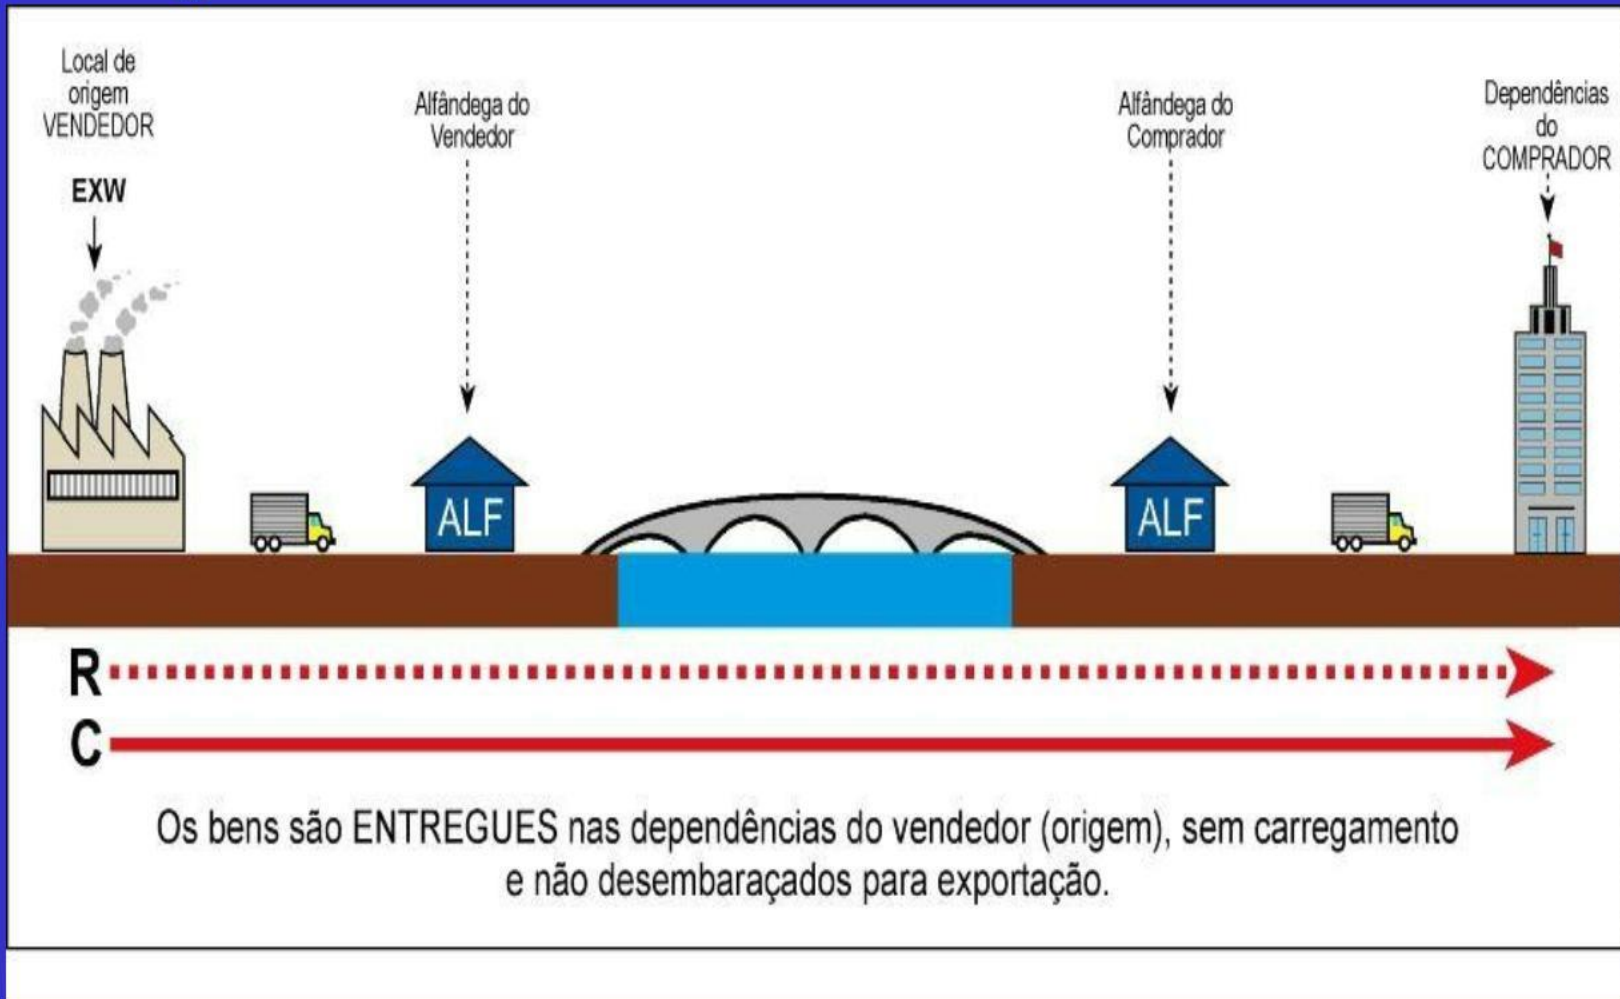 Local de
origem
VENDEDOR
EXW
Alfândega do
Vendedor
Alfândega do
Comprador
Dependências
do
COMPRADOR
ALF
ALF
R
C
Os bens são ENTREGUES nas dependências do vendedor (origem), sem carregamento
e não desembaraçados para exportação.